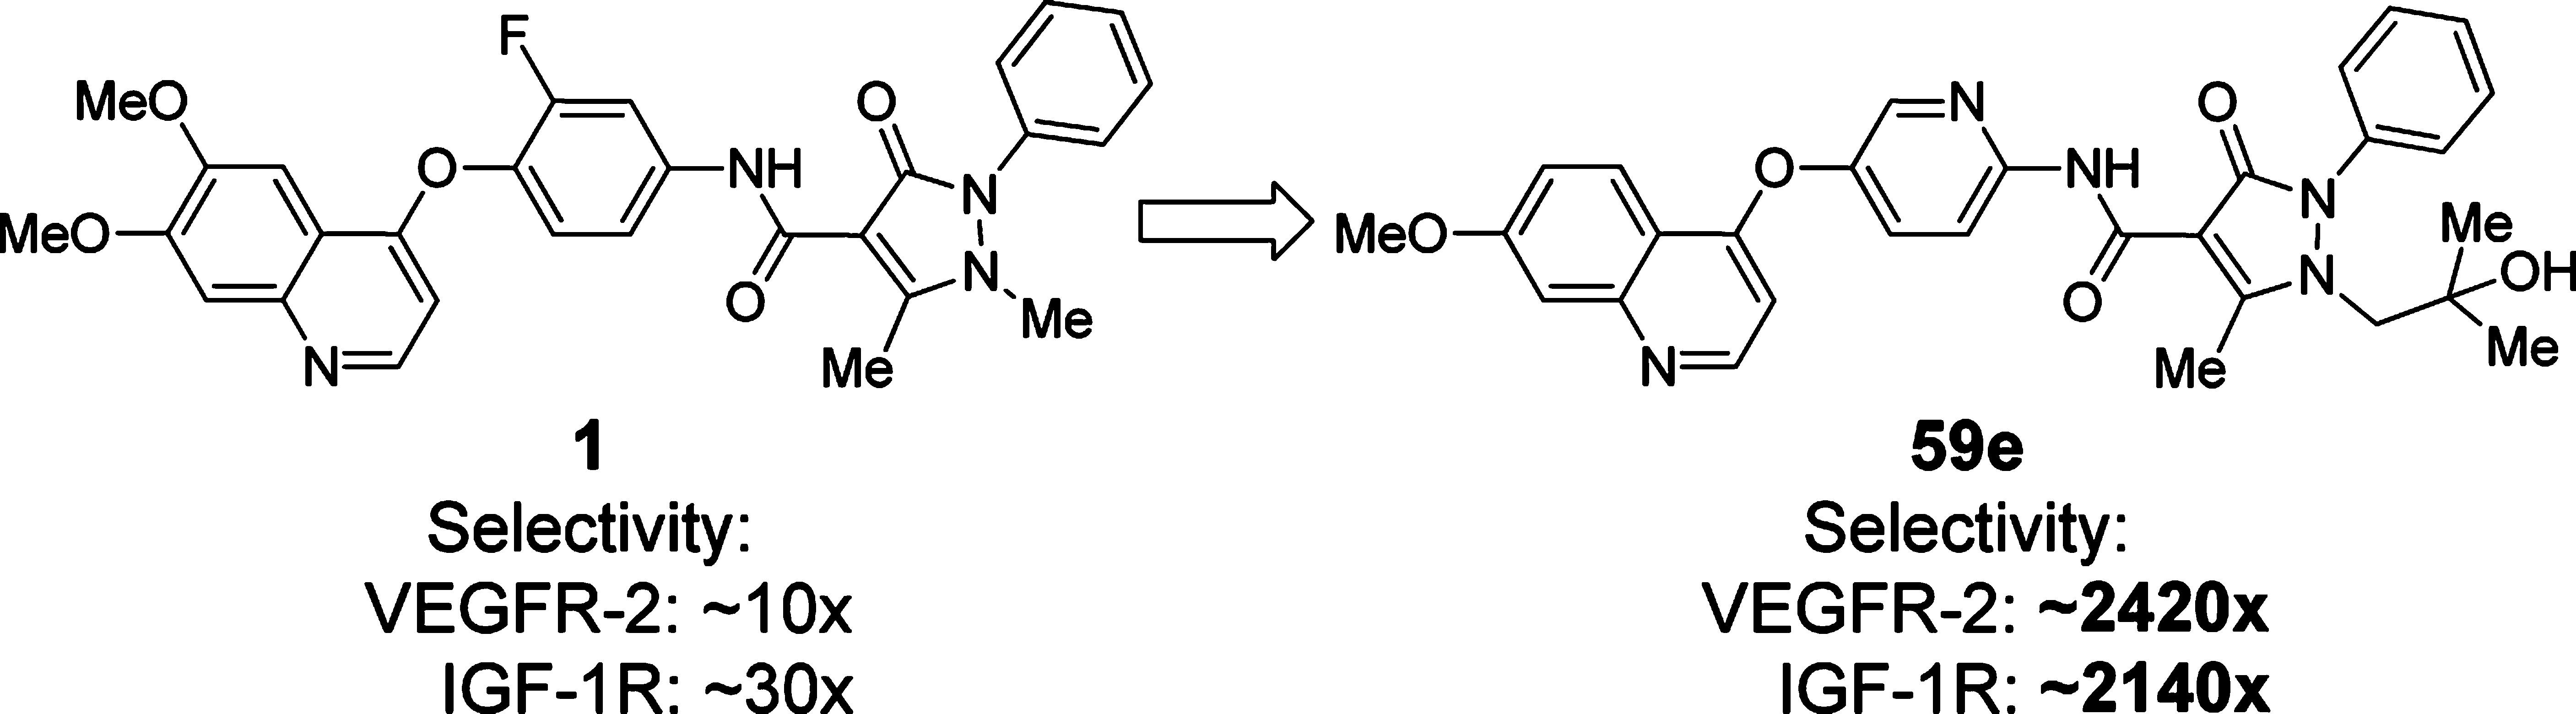 F
MeO
O
O
NH
N
MeO
N
O
N
Me
Me
1
Selectivity:
VEGFR-2: ~10x
IGF-1R: ~30x
N
O
O
NH
N
MeO
Me
OH
N
O
N
Me
Me
59e
Selectivity:
VEGFR-2: ~2420x
IGF-1R: ~2140x